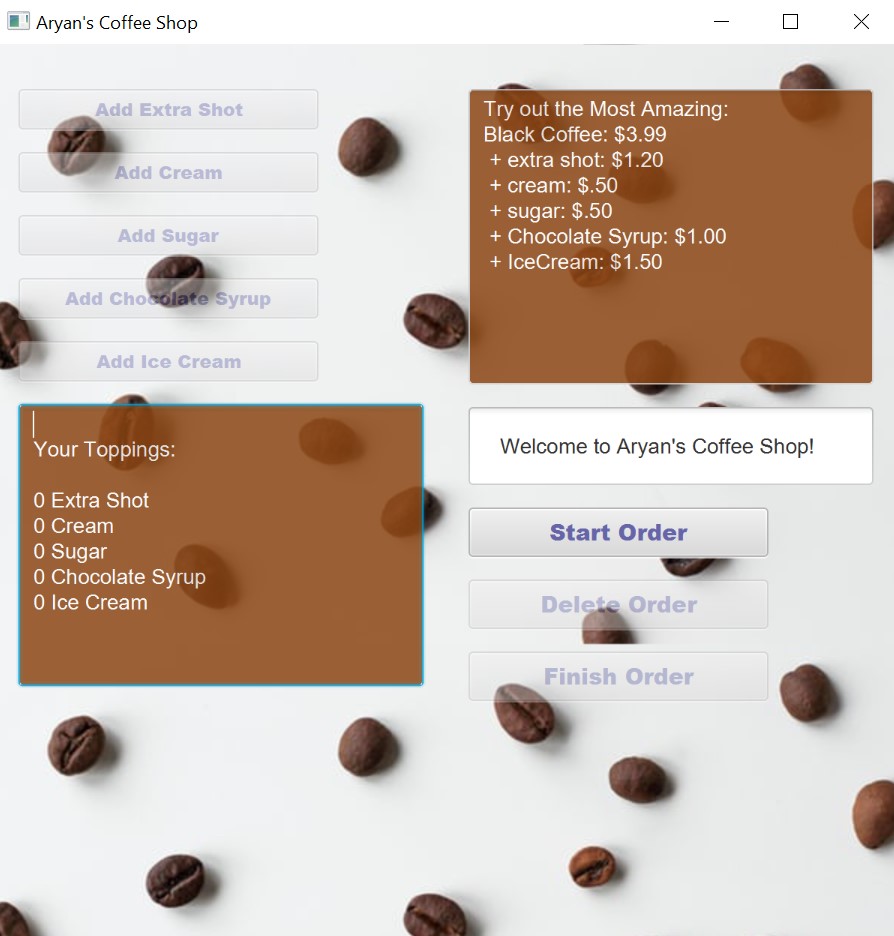 Aryan's Coffee Shop
Add Extra Shot
Add Cream
Add Sugar
Add Chocolate Syrup
Add Ice Cream
Your Toppings:
0 Extra Shot
0 Cream
0 Sugar
0 Chocolate Syrup
0 Ice Cream
Try out the Most Amazing:
Black Coffee: $3.99
+ extra shot: $1.20
+ cream: $.50
+ sugar: $.50
+ Chocolate Syrup: $1.00
+ IceCream: $1.50
Welcome to Aryan's Coffee Shop!
Start Order
Delete Order
Finish Order